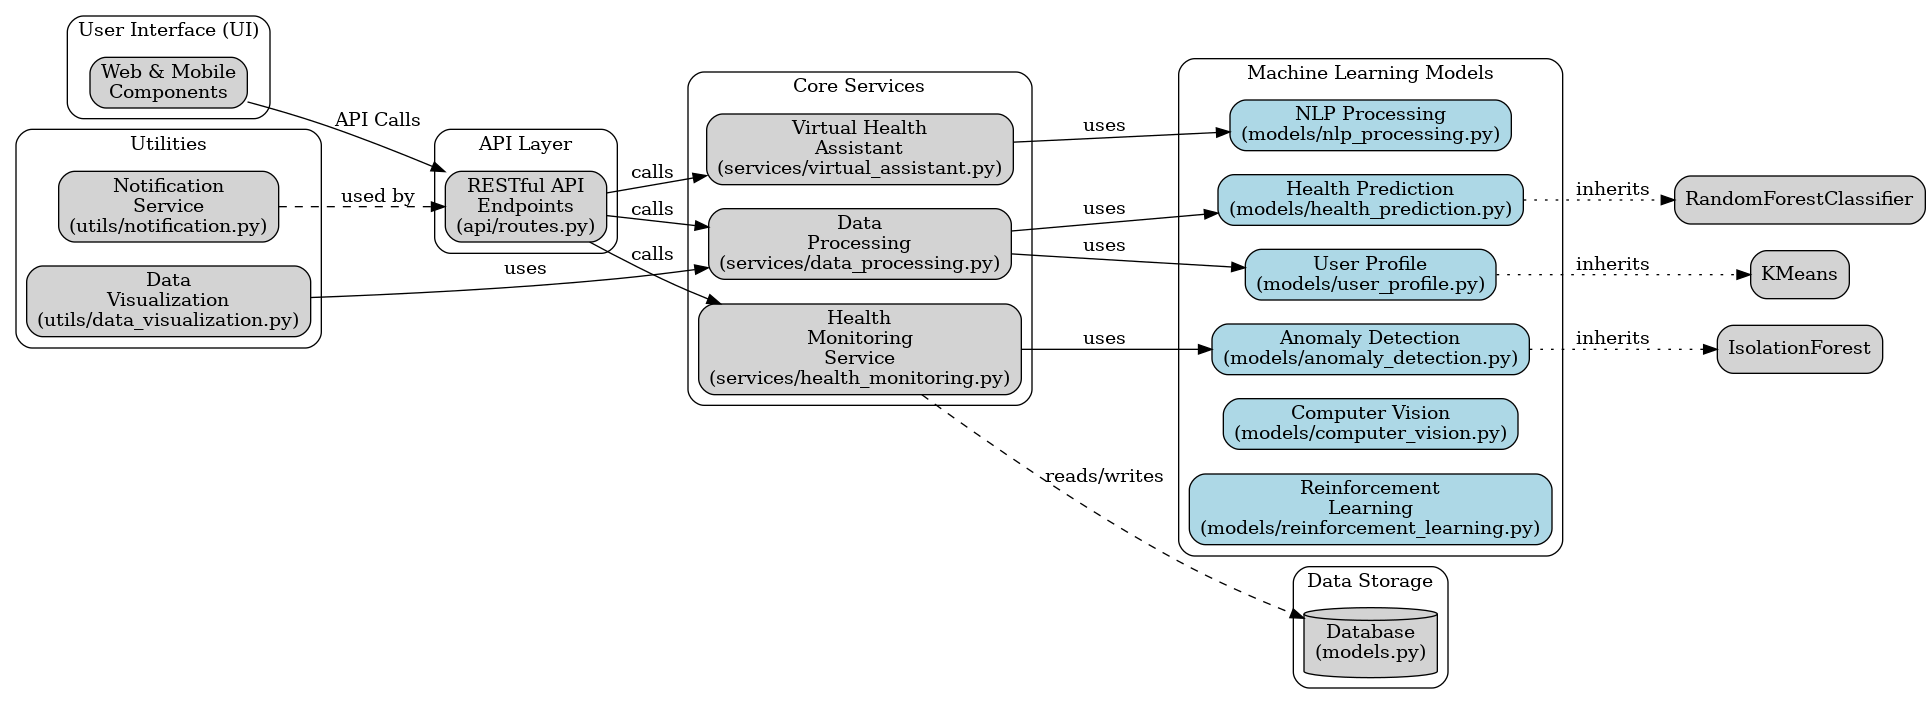 User Interface (UI)
Web & Mobile
Components
API Calls
Utilities
Notification
Service
(utils/notification.py)
used by
Data
Visualization
(utils/data_visualization.py)
uses
API Layer
RESTful API
Endpoints
(api/routes.py)
calls
calls
calls
Core Services
Virtual Health
Assistant
(services/virtual_assistant.py)
Data
Processing
(services/data_processing.py)
Health
Monitoring
Service
(services/health_monitoring.py)
uses
uses
uses
uses
reads/writes
Machine Learning Models
NLP Processing
(models/nlp_processing.py)
Health Prediction
(models/health_prediction.py)
User Profile
(models/user_profile.py)
Anomaly Detection
(models/anomaly_detection.py)
Computer Vision
(models/computer_vision.py)
Reinforcement
Learning
(models/reinforcement_learning.py)
Data Storage
Database
(models.py)
inherits
inherits
inherits
RandomForestClassifier
KMeans
IsolationForest